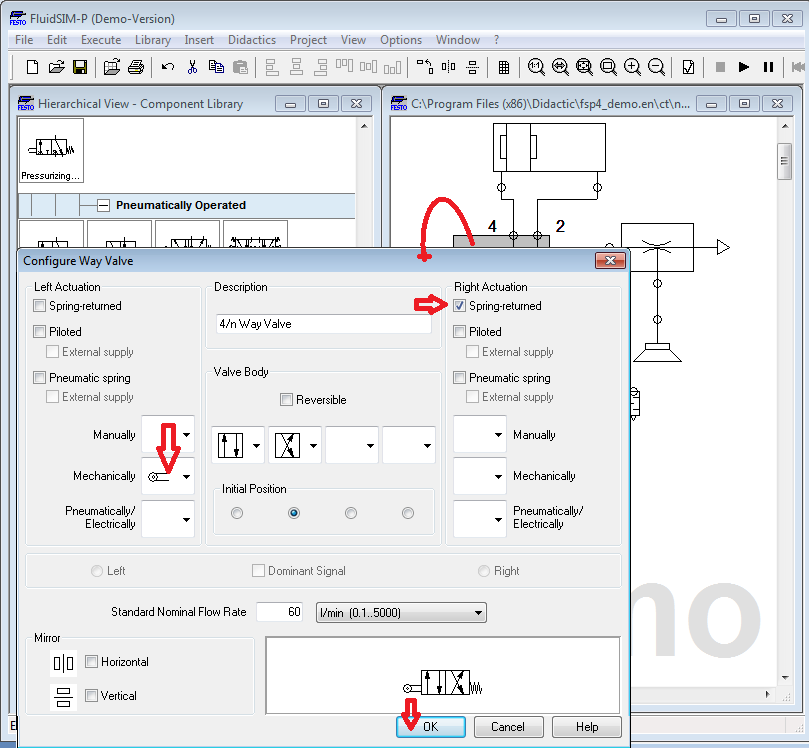 FESTO FluidSIM-P (Demo-Version)
File Edit Execute Library Insert Didactics Project View Options Window ?
FESTO Hierarchical View - Component Library
FESTO C:\Program Files (x86)\Didactic\fsp4_demo.en\ct\n...
Pressurizing...
Pneumatically Operated
4 2
Configure Way Valve
Left Actuation
Spring-returned
Piloted
External supply
Pneumatic spring
External supply
Manually
Mechanically
Pneumatically/
Electrically
Description
4/n Way Valve
Valve Body
Reversible
Initial Position
Right Actuation
Spring-returned
Piloted
External supply
Pneumatic spring
External supply
Manually
Mechanically
Pneumatically/
Electrically
Left Dominant Signal Right
Standard Nominal Flow Rate 60 l/min (0.1..5000)
Mirror
Horizontal
Vertical
OK Cancel Help
mo